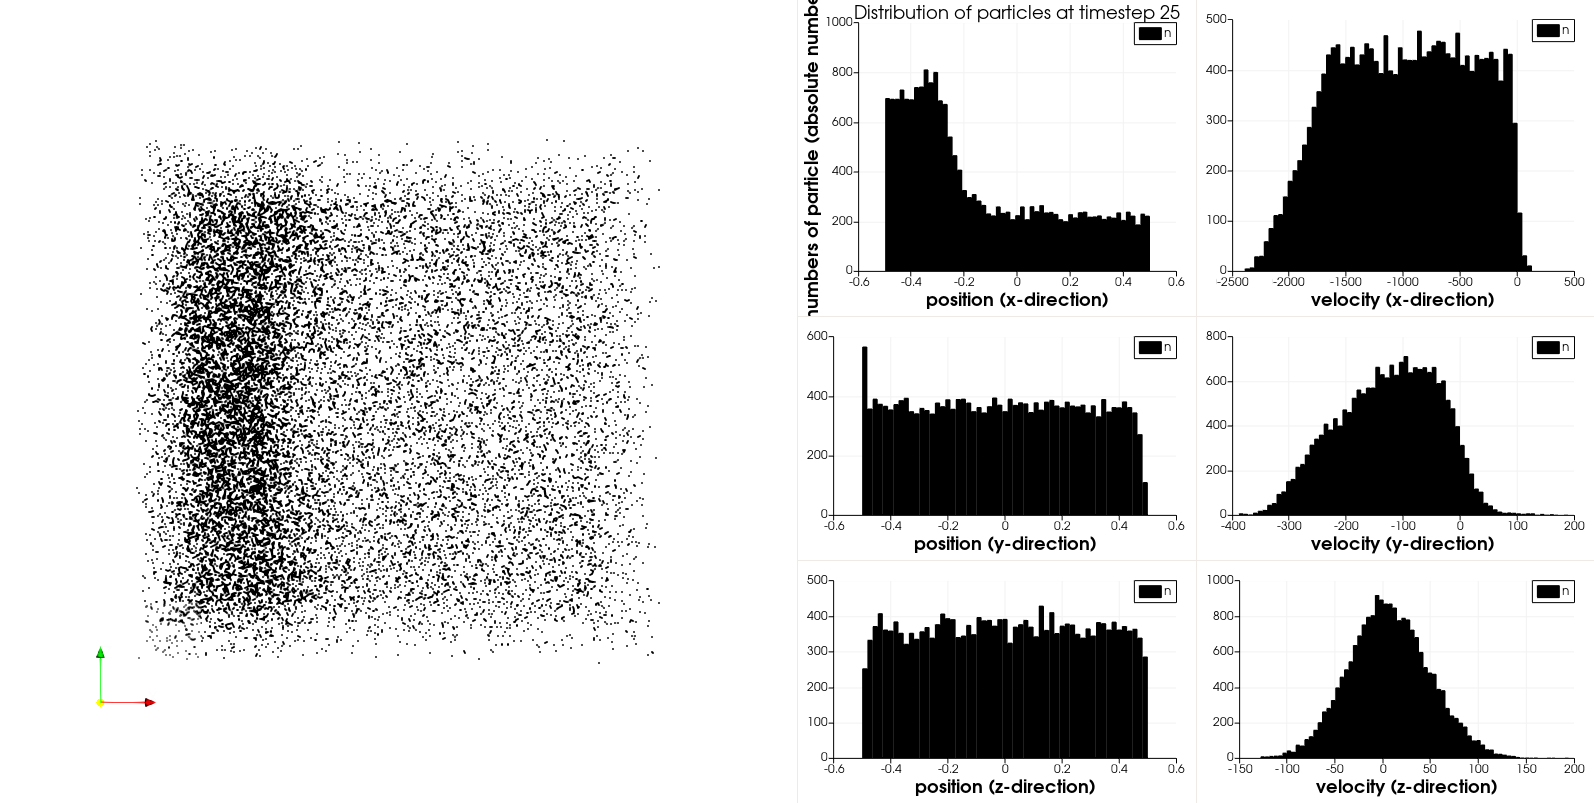 Distribution of particles at timestep 25
numbers of particle (absolute numbe
1000
800
600
400
200
0
-0.6 -0.4 -0.2 0 0.2 0.4 0.6
position (x-direction)
n
500
400
300
200
100
0
-2500 -2000 -1500 -1000 -500 0 500
velocity (x-direction)
n
600
400
200
0
-0.6 -0.4 -0.2 0 0.2 0.4 0.6
position (y-direction)
n
800
600
400
200
0
-400 -300 -200 -100 0 100 200
velocity (y-direction)
n
500
400
300
200
100
0
-0.6 -0.4 -0.2 0 0.2 0.4 0.6
position (z-direction)
n
1000
800
600
400
200
0
-150 -100 -50 0 50 100 150 200
velocity (z-direction)
n